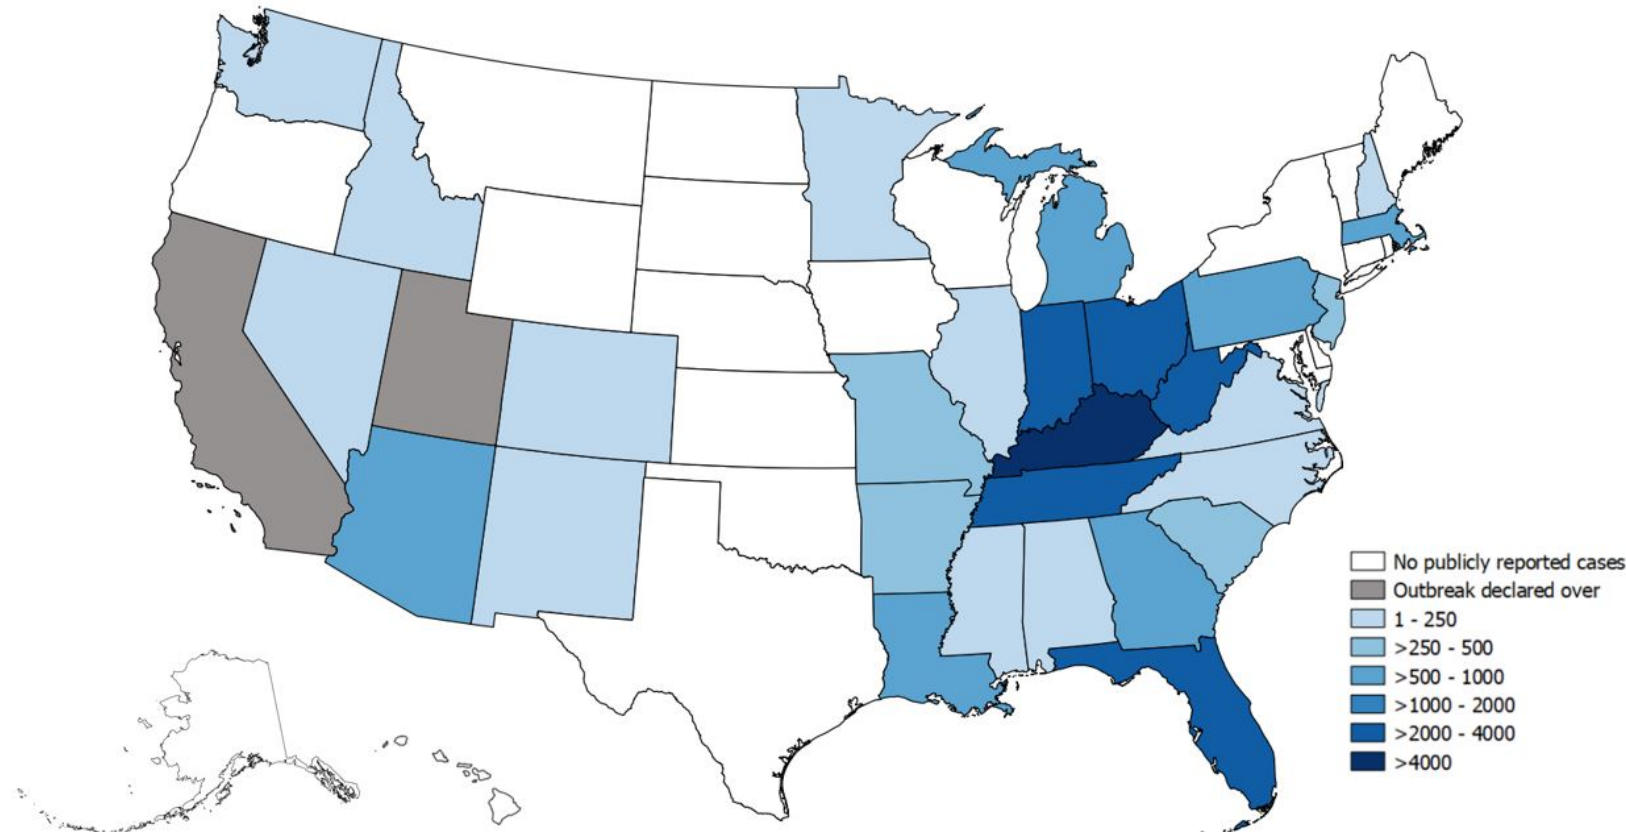 No publicly reported cases
Outbreak declared over
1 - 250
>250 - 500
>500 - 1000
>1000 - 2000
>2000 - 4000
>4000